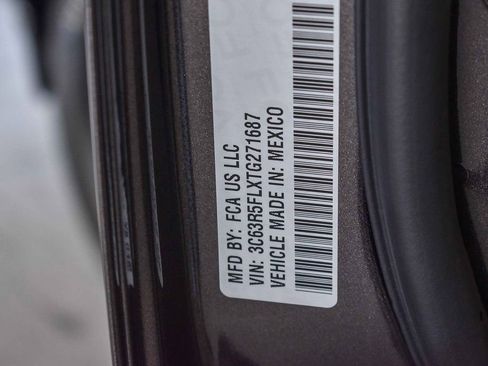 MFD BY: FCA US LLC
VIN: 3C63R5FLXTG271687
VEHICLE MADE IN: MEXICO